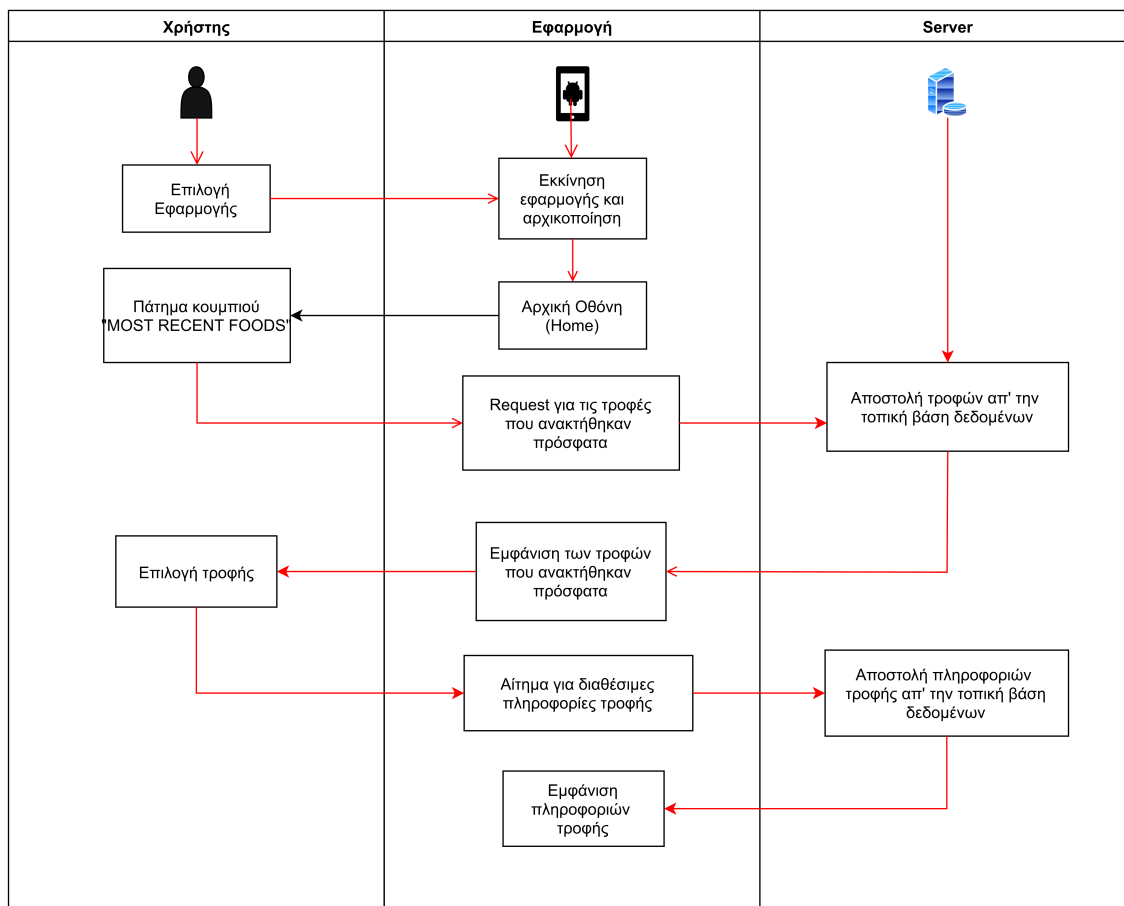 Χρήστης
Εφαρμογή
Server
Επιλογή
Εφαρμογής
Εκκίνηση
εφαρμογής και
αρχικοποίηση
Πάτημα κουμπιού
"MOST RECENT FOODS"
Αρχική Οθόνη
(Home)
Request για τις τροφές
που ανακτήθηκαν
πρόσφατα
Αποστολή τροφών απ' την
τοπική βάση δεδομένων
Επιλογή τροφής
Εμφάνιση των τροφών
που ανακτήθηκαν
πρόσφατα
Αίτημα για διαθέσιμες
πληροφορίες τροφής
Αποστολή πληροφοριών
τροφής απ' την τοπική βάση
δεδομένων
Εμφάνιση
πληροφοριών
τροφής